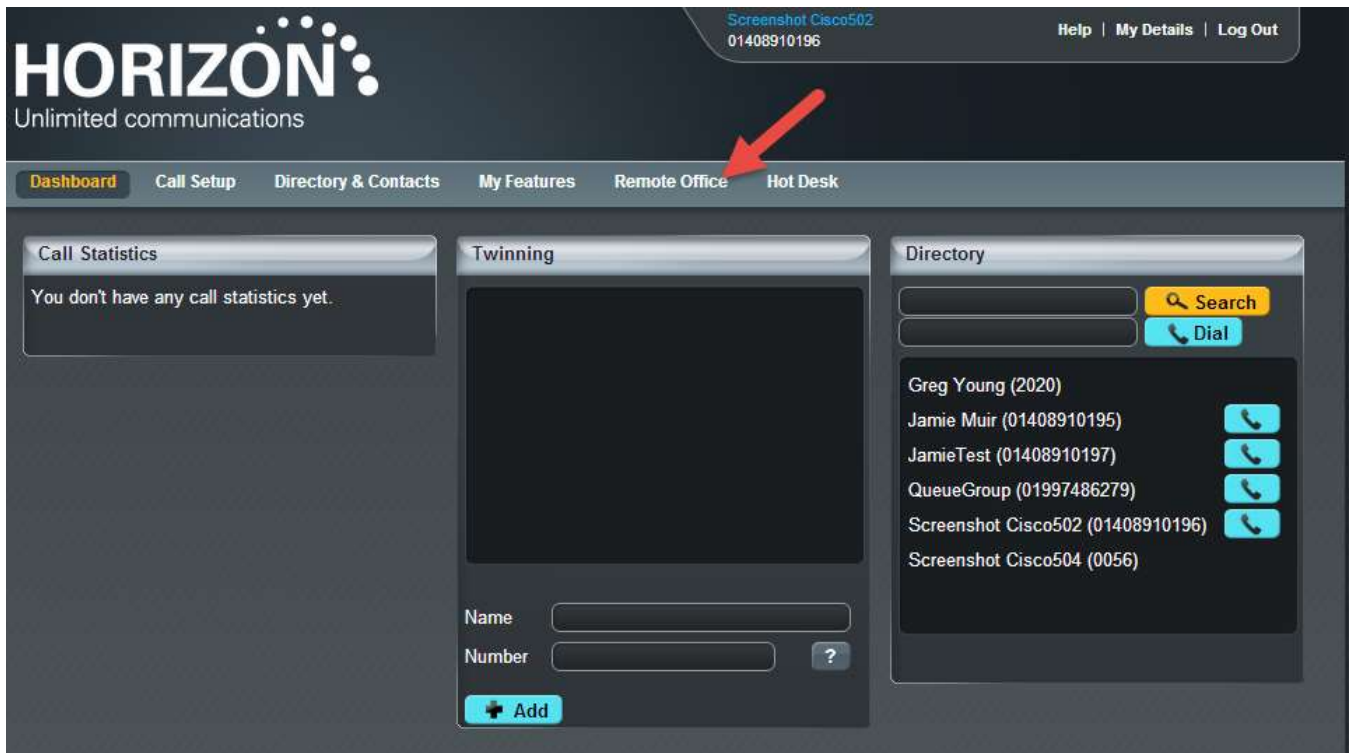 Screenshot Cisco502
01408910196
Help | My Details | Log Out
HORIZON
Unlimited communications
Dashboard Call Setup Directory & Contacts My Features Remote Office Hot Desk
Call Statistics
You don't have any call statistics yet.
Twinning
Name
Number
?
Add
Directory
Search
Dial
Greg Young (2020)
Jamie Muir (01408910195)
JamieTest (01408910197)
QueueGroup (01997486279)
Screenshot Cisco502 (01408910196)
Screenshot Cisco504 (0056)